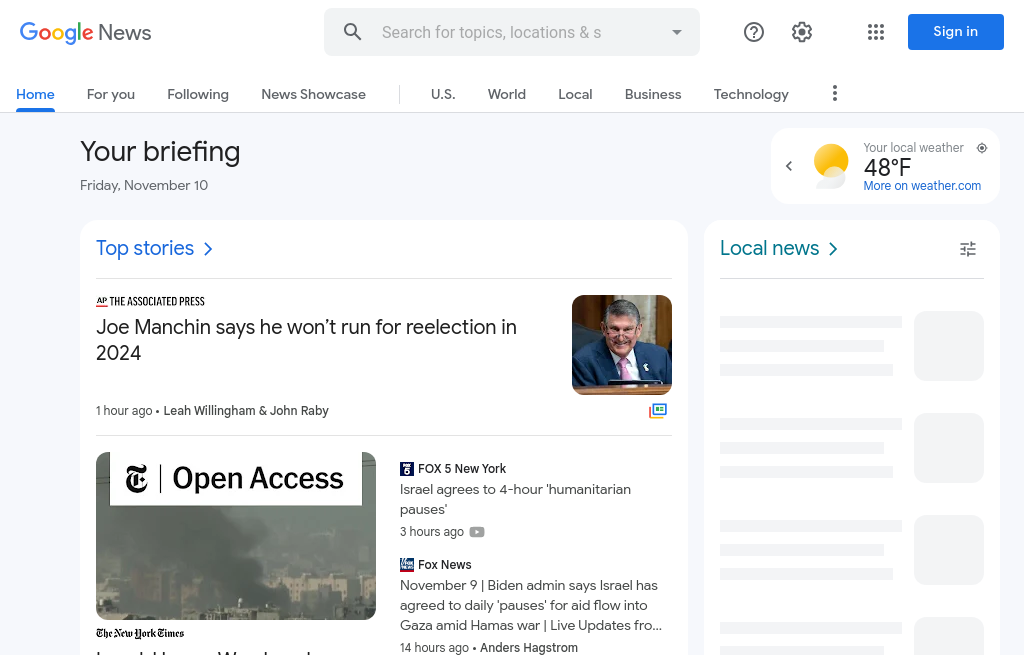 Google News
Search for topics, locations & s
Sign in
Home
For you
Following
News Showcase
U.S.
World
Local
Business
Technology
Your briefing
Friday, November 10
Your local weather
48°F
More on weather.com
Top stories
Local news
AP THE ASSOCIATED PRESS
Joe Manchin says he won’t run for reelection in
2024
1 hour ago • Leah Willingham & John Raby
T | Open Access
The New York Times
FOX 5 New York
Israel agrees to 4-hour 'humanitarian
pauses'
3 hours ago
Fox News
November 9 | Biden admin says Israel has
agreed to daily 'pauses' for aid flow into
Gaza amid Hamas war | Live Updates fro...
14 hours ago • Anders Hagstrom